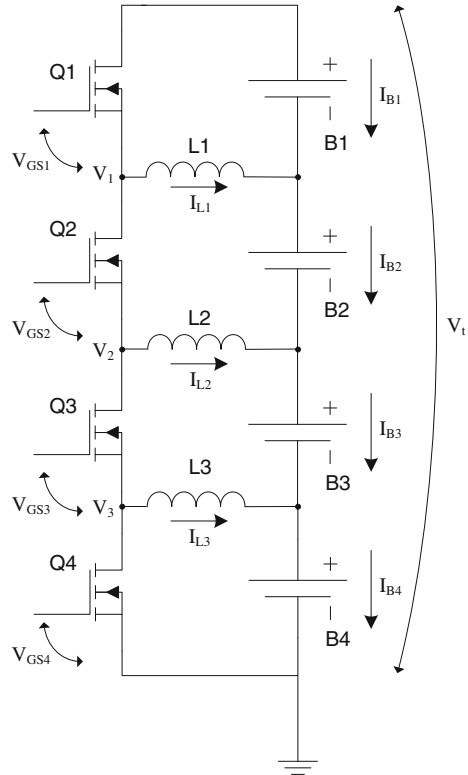 Q1
+
I_B1
B1
V_GS1
V_1
L1
I_L1
Q2
+
I_B2
B2
V_GS2
V_2
L2
I_L2
V_t
Q3
+
I_B3
B3
V_GS3
V_3
L3
I_L3
Q4
+
I_B4
B4
V_GS4